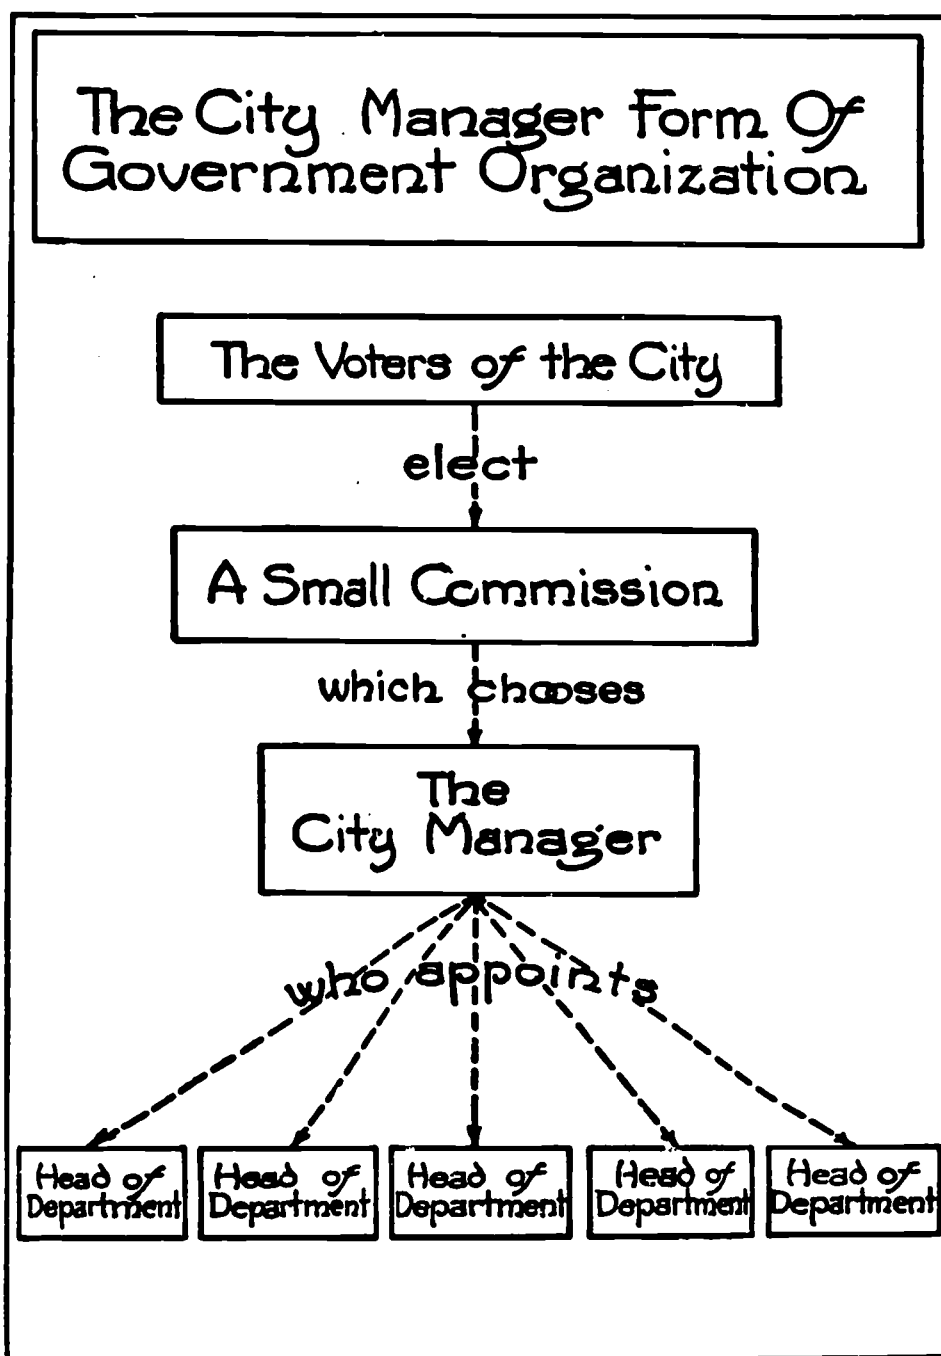 The City Manager Form Of
Government Organization
The Voters of the City
elect
A Small Commission
which chooses
The
City Manager
who appoints
Head of
Department
Head of
Department
Head of
Department
Head of
Department
Head of
Department